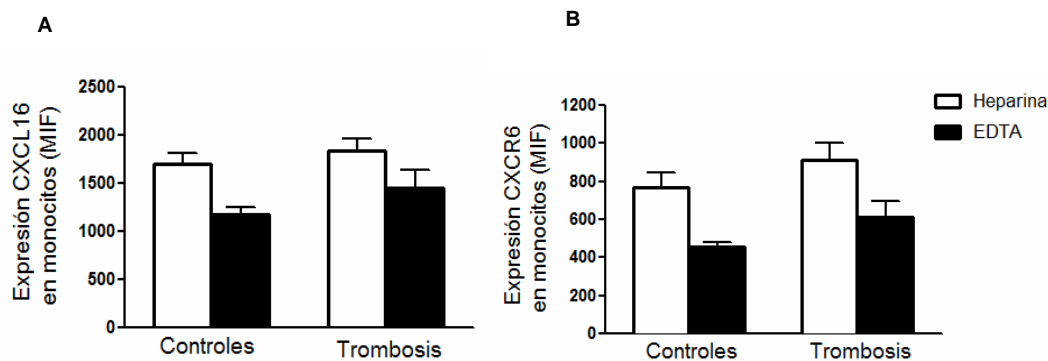 A
Expresión CXCL16
en monocitos (MIF)
2500
2000
1500
1000
500
0
Controles
Trombosis
B
Expresión CXCR6
en monocitos (MIF)
1200
1000
800
600
400
200
0
Controles
Trombosis
Heparina
EDTA